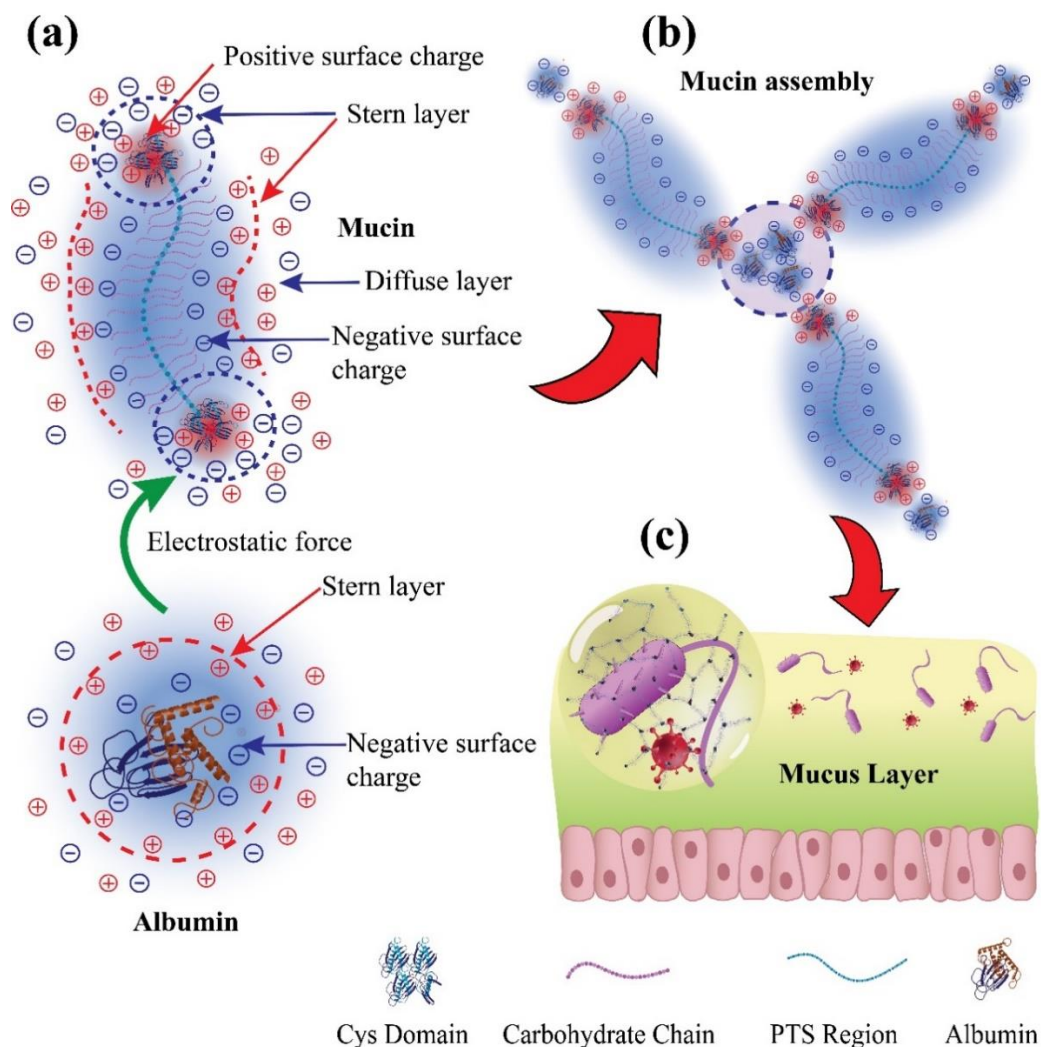 (a)
Positive surface charge
Stern layer
Mucin
Diffuse layer
Negative surface
charge
Electrostatic force
Stern layer
Negative surface
charge
Albumin
(b)
Mucin assembly
(c)
Mucus Layer
Cys Domain
Carbohydrate Chain
PTS Region
Albumin